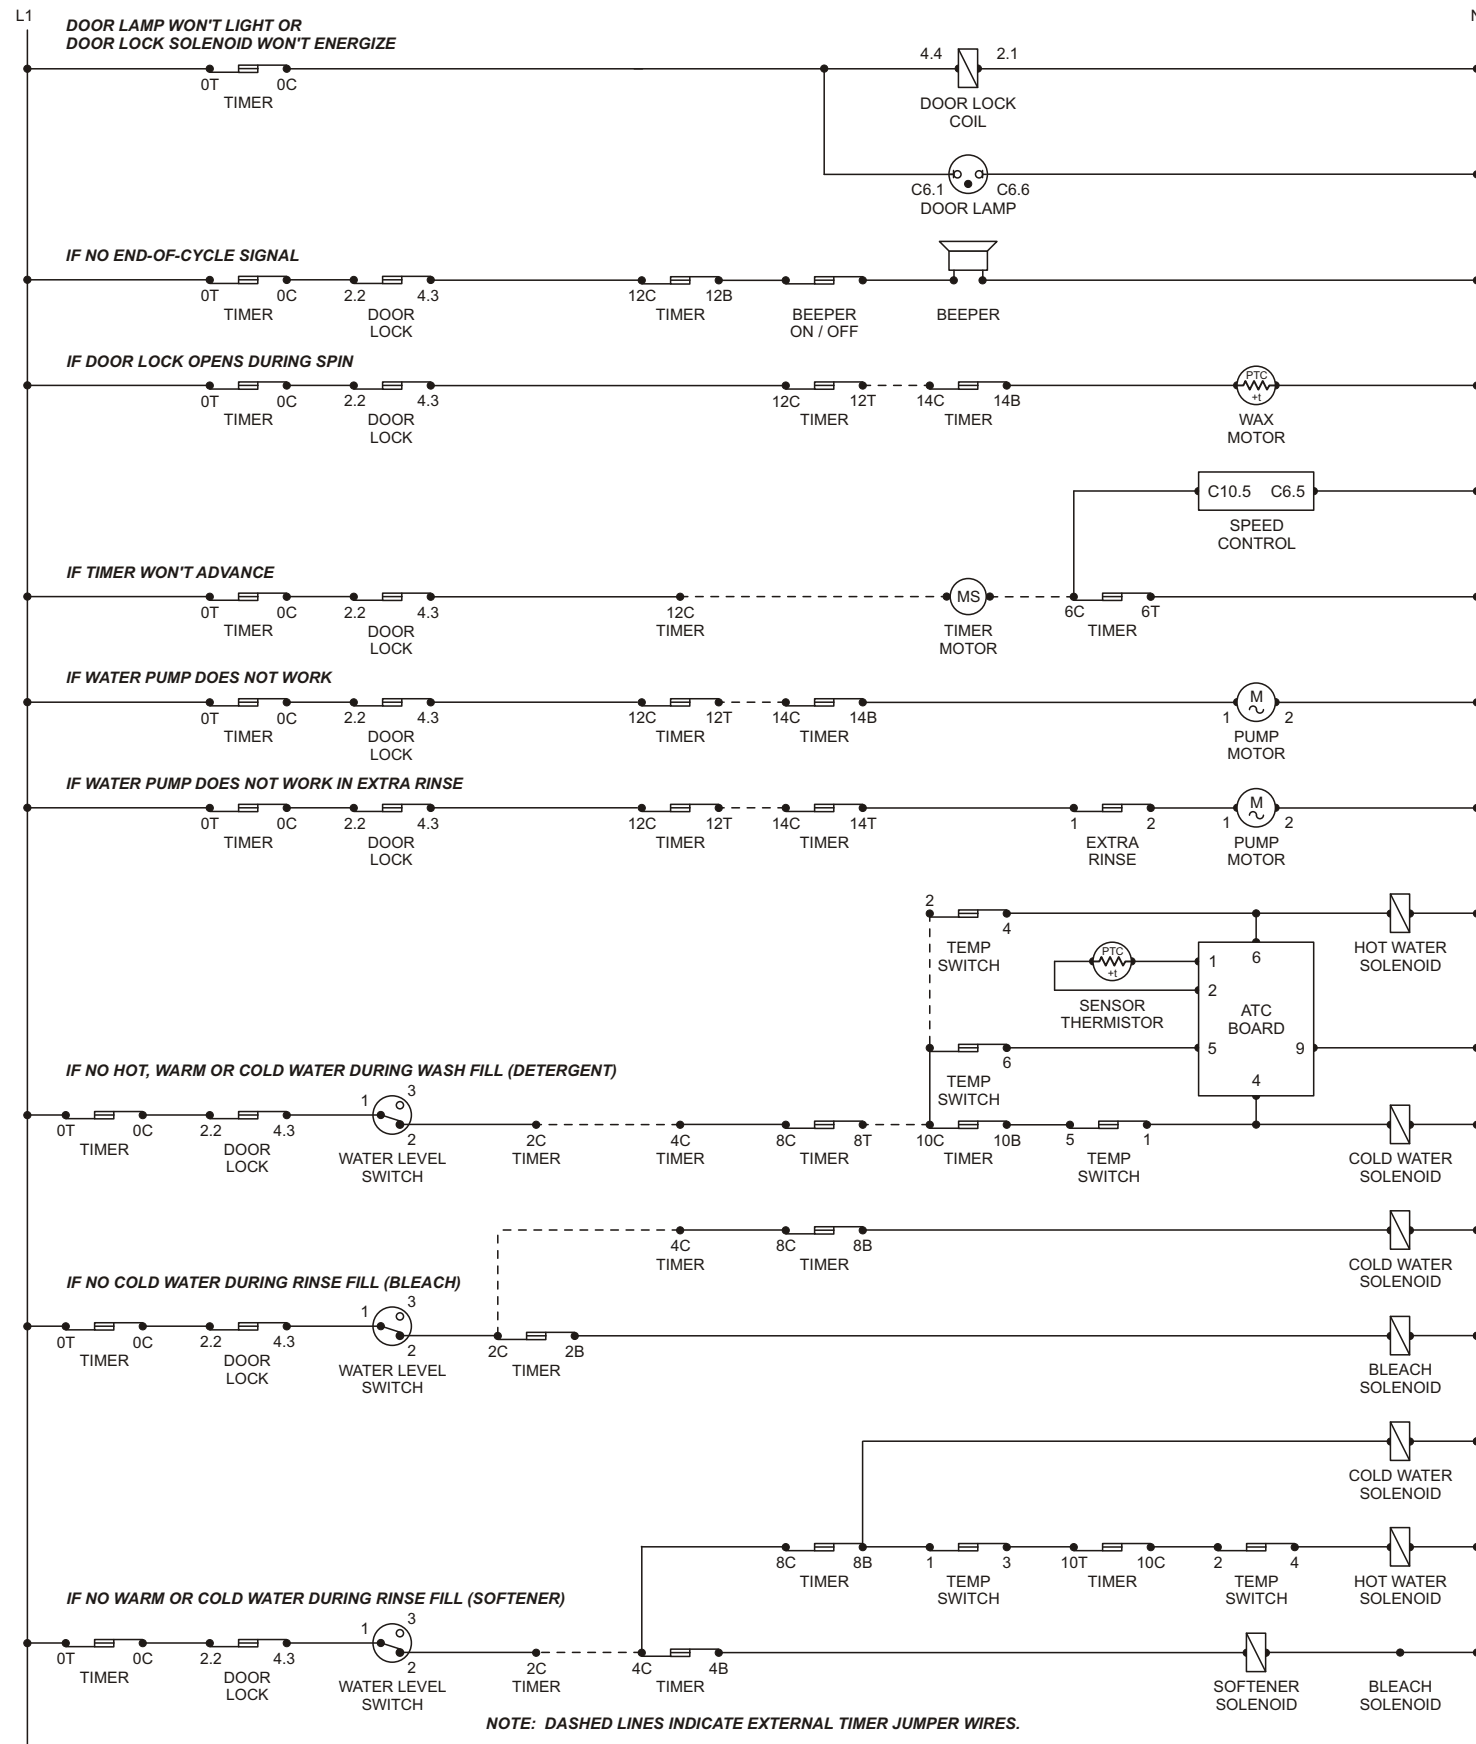 L1
N
DOOR LAMP WON'T LIGHT OR
DOOR LOCK SOLENOID WON'T ENERGIZE
0T 0C
TIMER
4.4 2.1
DOOR LOCK
COIL
C6.1 C6.6
DOOR LAMP
IF NO END-OF-CYCLE SIGNAL
0T 0C 2.2 4.3 12C 12B
TIMER DOOR TIMER BEEPER BEEPER
LOCK ON / OFF
IF DOOR LOCK OPENS DURING SPIN
PTC
+t
0T 0C 2.2 4.3 12C 12T 14C 14B
TIMER DOOR TIMER TIMER WAX
LOCK MOTOR
C10.5 C6.5
SPEED
CONTROL
IF TIMER WON'T ADVANCE
MS
0T 0C 2.2 4.3 12C 6C 6T
TIMER DOOR TIMER TIMER TIMER
LOCK MOTOR
IF WATER PUMP DOES NOT WORK
M
0T 0C 2.2 4.3 12C 12T 14C 14B 1 2
TIMER DOOR TIMER TIMER PUMP
LOCK MOTOR
IF WATER PUMP DOES NOT WORK IN EXTRA RINSE
M
0T 0C 2.2 4.3 12C 12T 14C 14T 1 2 1 2
TIMER DOOR TIMER TIMER EXTRA PUMP
LOCK RINSE MOTOR
2 4
TEMP
SWITCH
HOT WATER
SOLENOID
PTC
+t
SENSOR
THERMISTOR
1 6
2
ATC
BOARD
5 9
4
6
TEMP
SWITCH
IF NO HOT, WARM OR COLD WATER DURING WASH FILL (DETERGENT)
1 3
0T 0C 2.2 4.3 2 2C 4C 8C 8T 10C 10B 5 1
TIMER DOOR WATER LEVEL TIMER TIMER TIMER TIMER TEMP COLD WATER
LOCK SWITCH SWITCH SOLENOID
4C 8C 8B
TIMER TIMER COLD WATER
SOLENOID
IF NO COLD WATER DURING RINSE FILL (BLEACH)
1 3
0T 0C 2.2 4.3 2 2C 2B
TIMER DOOR WATER LEVEL TIMER BLEACH
LOCK SWITCH SOLENOID
COLD WATER
SOLENOID
8C 8B 1 3 10T 10C 2 4
TIMER TEMP TIMER TEMP HOT WATER
SWITCH SWITCH SOLENOID
IF NO WARM OR COLD WATER DURING RINSE FILL (SOFTENER)
1 3
0T 0C 2.2 4.3 2 2C 4C 4B
TIMER DOOR WATER LEVEL TIMER TIMER SOFTENER BLEACH
LOCK SWITCH SOLENOID SOLENOID
NOTE: DASHED LINES INDICATE EXTERNAL TIMER JUMPER WIRES.